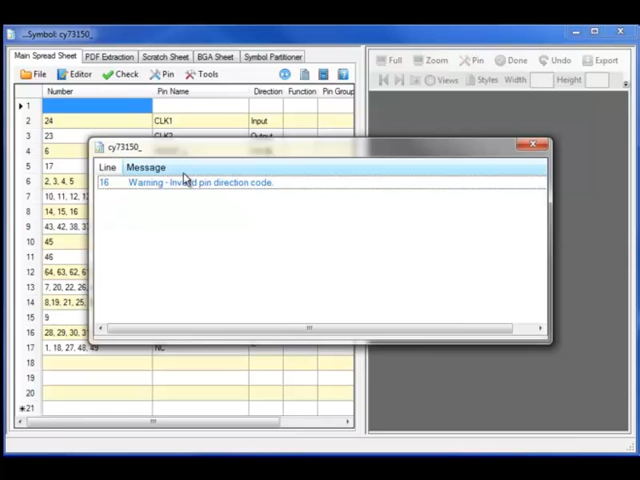 ...Symbol: cy73150_
Main Spread Sheet PDF Extraction Scratch Sheet BGA Sheet Symbol Partitioner
File Editor Check Pin Tools
Full Zoom Pin Done Undo Export
Views Styles Width Height
Number Pin Name Direction Function Pin Group
1
2 24 CLK1 Input
3 23 CLK2 Output
4 6
5 17
6 2, 3, 4, 5
7 10, 11, 12, 1
8 14, 15, 16
9 43, 42, 38, 3
10 45
11 46
12 64, 63, 62, 6
13 7, 20, 22, 26
14 8,19, 21, 25,
15 9
16 28, 29, 30, 3
17 1, 18, 27, 48, 49 NC
18
19
20
21
cy73150_
Line Message
16 Warning - Invalid pin direction code.